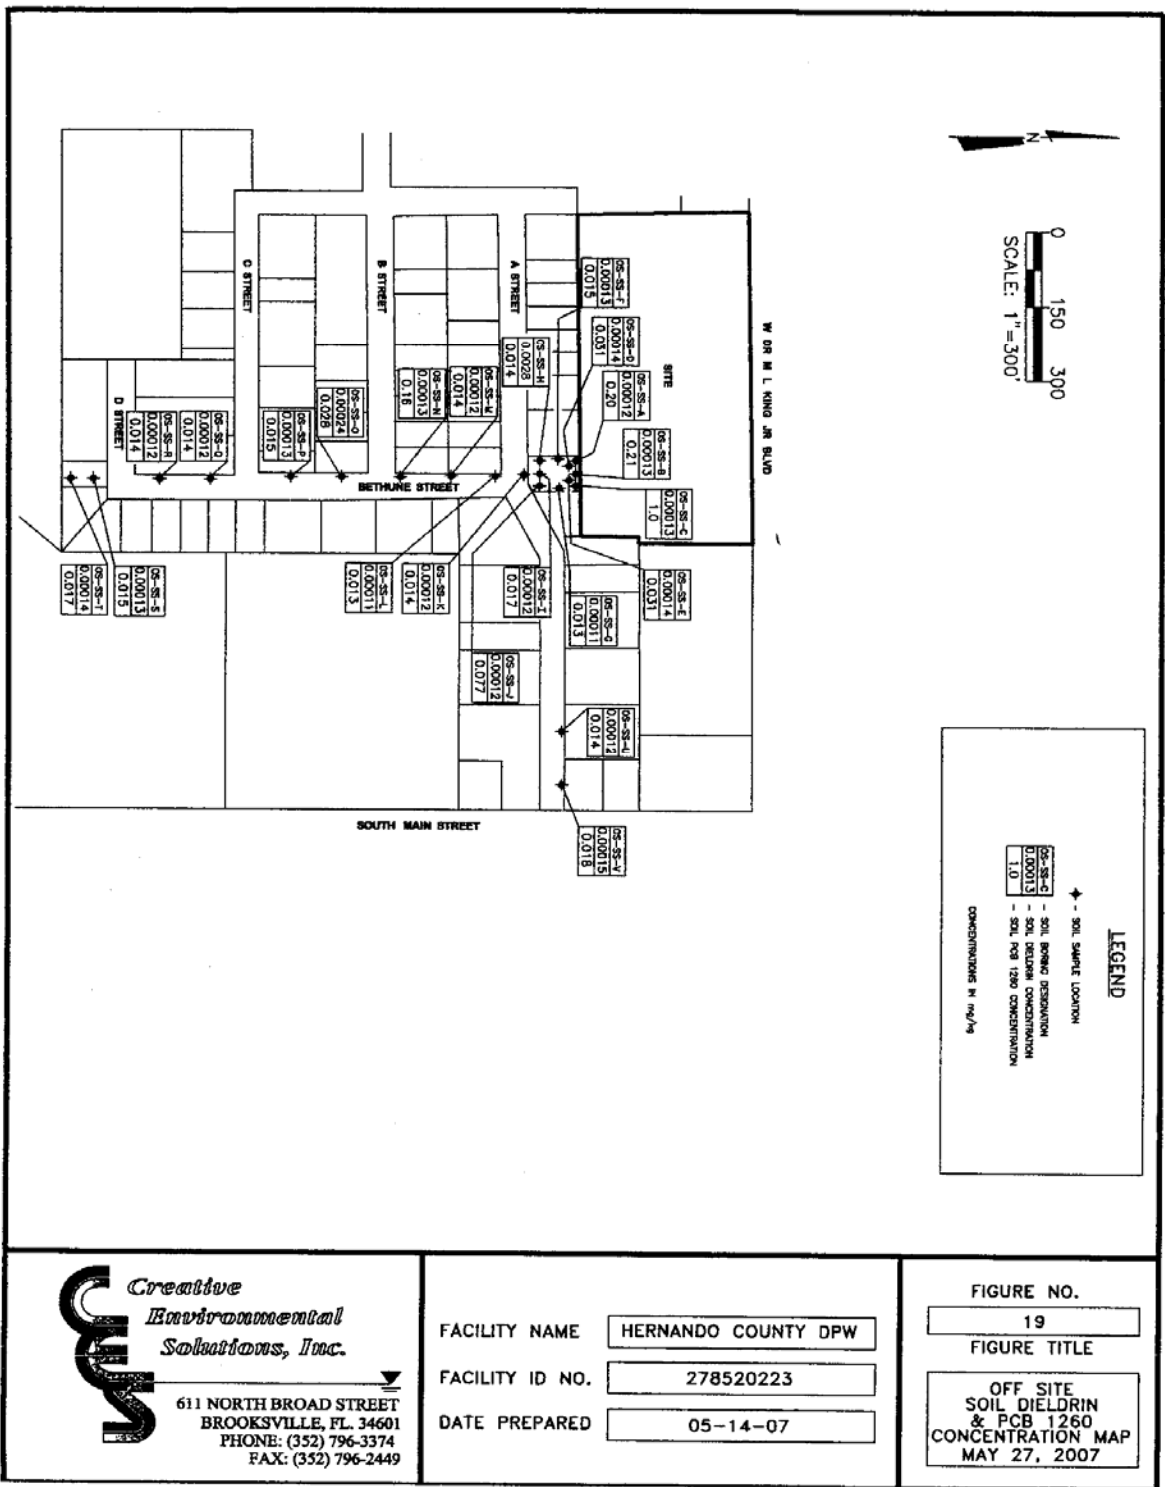 N
0 150 300
SCALE: 1"=300'
W DR M L KING JR BLVD
SITE
OS-SS-F
0.00013
0.015
OS-SS-D
0.00014
0.031
OS-SS-A
0.00012
0.20
OS-SS-B
0.00013
0.21
OS-SS-C
0.00013
1.0
OS-SS-H
0.0028
0.014
OS-SS-M
0.00012
0.014
OS-SS-N
0.00013
0.16
OS-SS-O
0.00024
0.028
OS-SS-P
0.00013
0.015
OS-SS-Q
0.00012
0.014
OS-SS-R
0.00012
0.014
A STREET
B STREET
C STREET
D STREET
BETHUNE STREET
OS-SS-E
0.00014
0.031
OS-SS-G
0.00011
0.013
OS-SS-I
0.00012
0.017
OS-SS-K
0.00012
0.014
OS-SS-L
0.00011
0.013
OS-SS-S
0.00013
0.015
OS-SS-T
0.00014
0.017
OS-SS-J
0.00012
0.077
OS-SS-U
0.00012
0.014
OS-SS-V
0.00015
0.018
SOUTH MAIN STREET
LEGEND
- SOIL SAMPLE LOCATION
OS-SS-C - SOIL BORING DESIGNATION
0.00013 - SOIL DIELDRIN CONCENTRATION
1.0 - SOIL PCB 1260 CONCENTRATION
CONCENTRATIONS IN mg/kg
CES
Creative
Environmental
Solutions, Inc.
611 NORTH BROAD STREET
BROOKSVILLE, FL. 34601
PHONE: (352) 796-3374
FAX: (352) 796-2449
FACILITY NAME HERNANDO COUNTY DPW
FACILITY ID NO. 278520223
DATE PREPARED 05-14-07
FIGURE NO.
19
FIGURE TITLE
OFF SITE
SOIL DIELDRIN
& PCB 1260
CONCENTRATION MAP
MAY 27, 2007